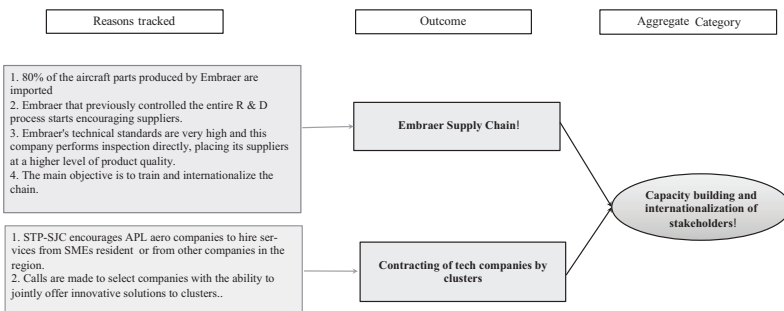 Reasons tracked
Outcome
Aggregate Category
1. 80% of the aircraft parts produced by Embraer are
imported
2. Embraer that previously controlled the entire R & D
process starts encouraging suppliers.
3. Embraer's technical standards are very high and this
company performs inspection directly, placing its suppliers
at a higher level of product quality.
4. The main objective is to train and internationalize the
chain.
Embraer Supply Chain!
Capacity building and
internationalization of
stakeholders!
1. STP-SJC encourages APL aero companies to hire ser-
vices from SMEs resident or from other companies in the
region.
2. Calls are made to select companies with the ability to
jointly offer innovative solutions to clusters..
Contracting of tech companies by
clusters